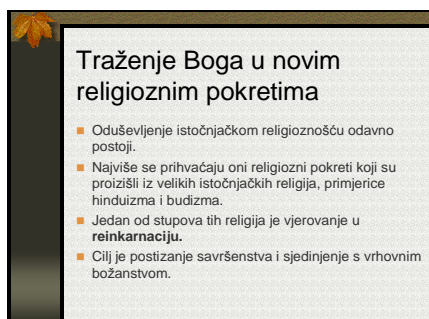 Traženje Boga u novim
religioznim pokretima
Oduševljenje istočnjačkom religioznošću odavno
postoji.
Najviše se prihvaćaju oni religiozni pokreti koji su
proizišli iz velikih istočnjačkih religija, primjerice
hinduizma i budizma.
Jedan od stupova tih religija je vjerovanje u
reinkarnaciju.
Cilj je postizanje savršenstva i sjedinjenje s vrhovnim
božanstvom.